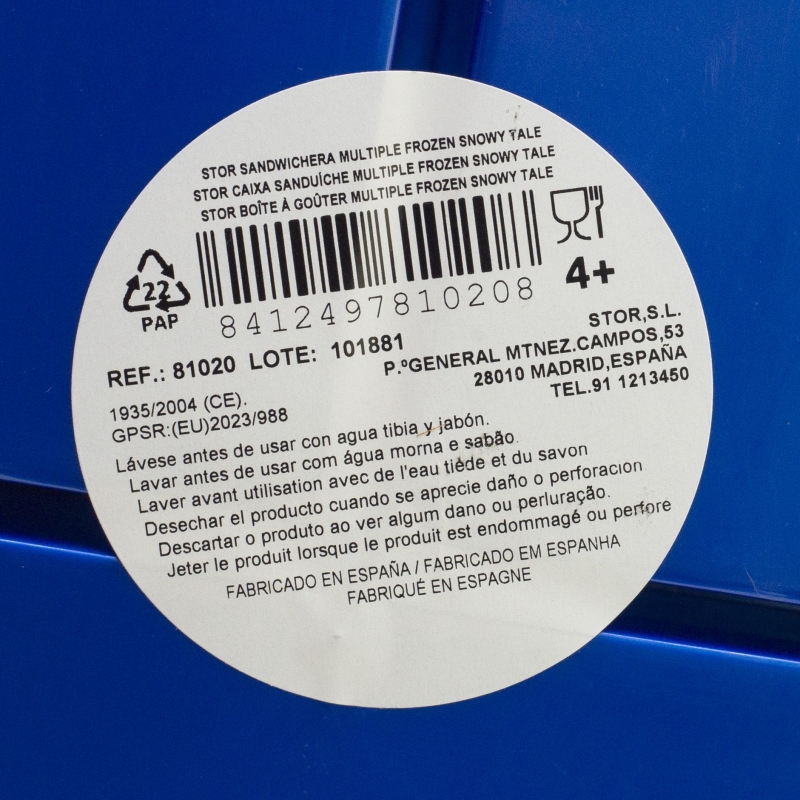 STOR SANDWICHERA MULTIPLE FROZEN SNOWY TALE
STOR CAIXA SANDUÍCHE MULTIPLE FROZEN SNOWY TALE
STOR BOÎTE À GOÛTER MULTIPLE FROZEN SNOWY TALE
22
PAP
8412497810208
4+
REF.: 81020 LOTE: 101881
STOR,S.L.
P.ºGENERAL MTNEZ.CAMPOS,53
28010 MADRID,ESPAÑA
TEL.91 1213450
1935/2004 (CE).
GPSR:(EU)2023/988
Lávese antes de usar con agua tibia y jabón.
Lavar antes de usar com água morna e sabão.
Laver avant utilisation avec de l'eau tiède et du savon
Desechar el producto cuando se aprecie daño o perforación
Descartar o produto ao ver algum dano ou perluração.
Jeter le produit lorsque le produit est endommagé ou perfore
FABRICADO EN ESPAÑA / FABRICADO EM ESPANHA
FABRIQUÉ EN ESPAGNE